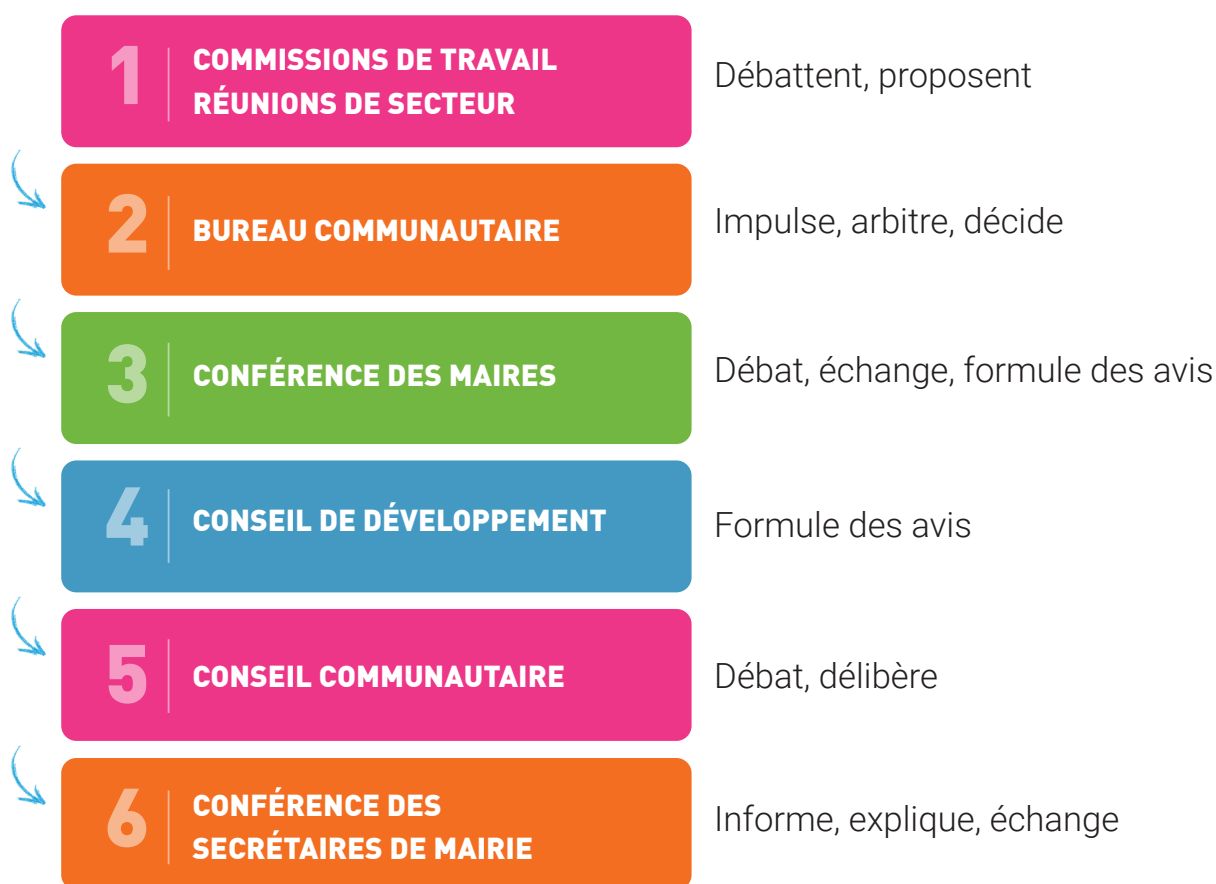 1
COMMISSIONS DE TRAVAIL
RÉUNIONS DE SECTEUR
Débattent, proposent
2
BUREAU COMMUNAUTAIRE
Impulse, arbitre, décide
3
CONFÉRENCE DES MAIRES
Débat, échange, formule des avis
4
CONSEIL DE DÉVELOPPEMENT
Formule des avis
5
CONSEIL COMMUNAUTAIRE
Débat, délibère
6
CONFÉRENCE DES
SECRÉTAIRES DE MAIRIE
Informe, explique, échange